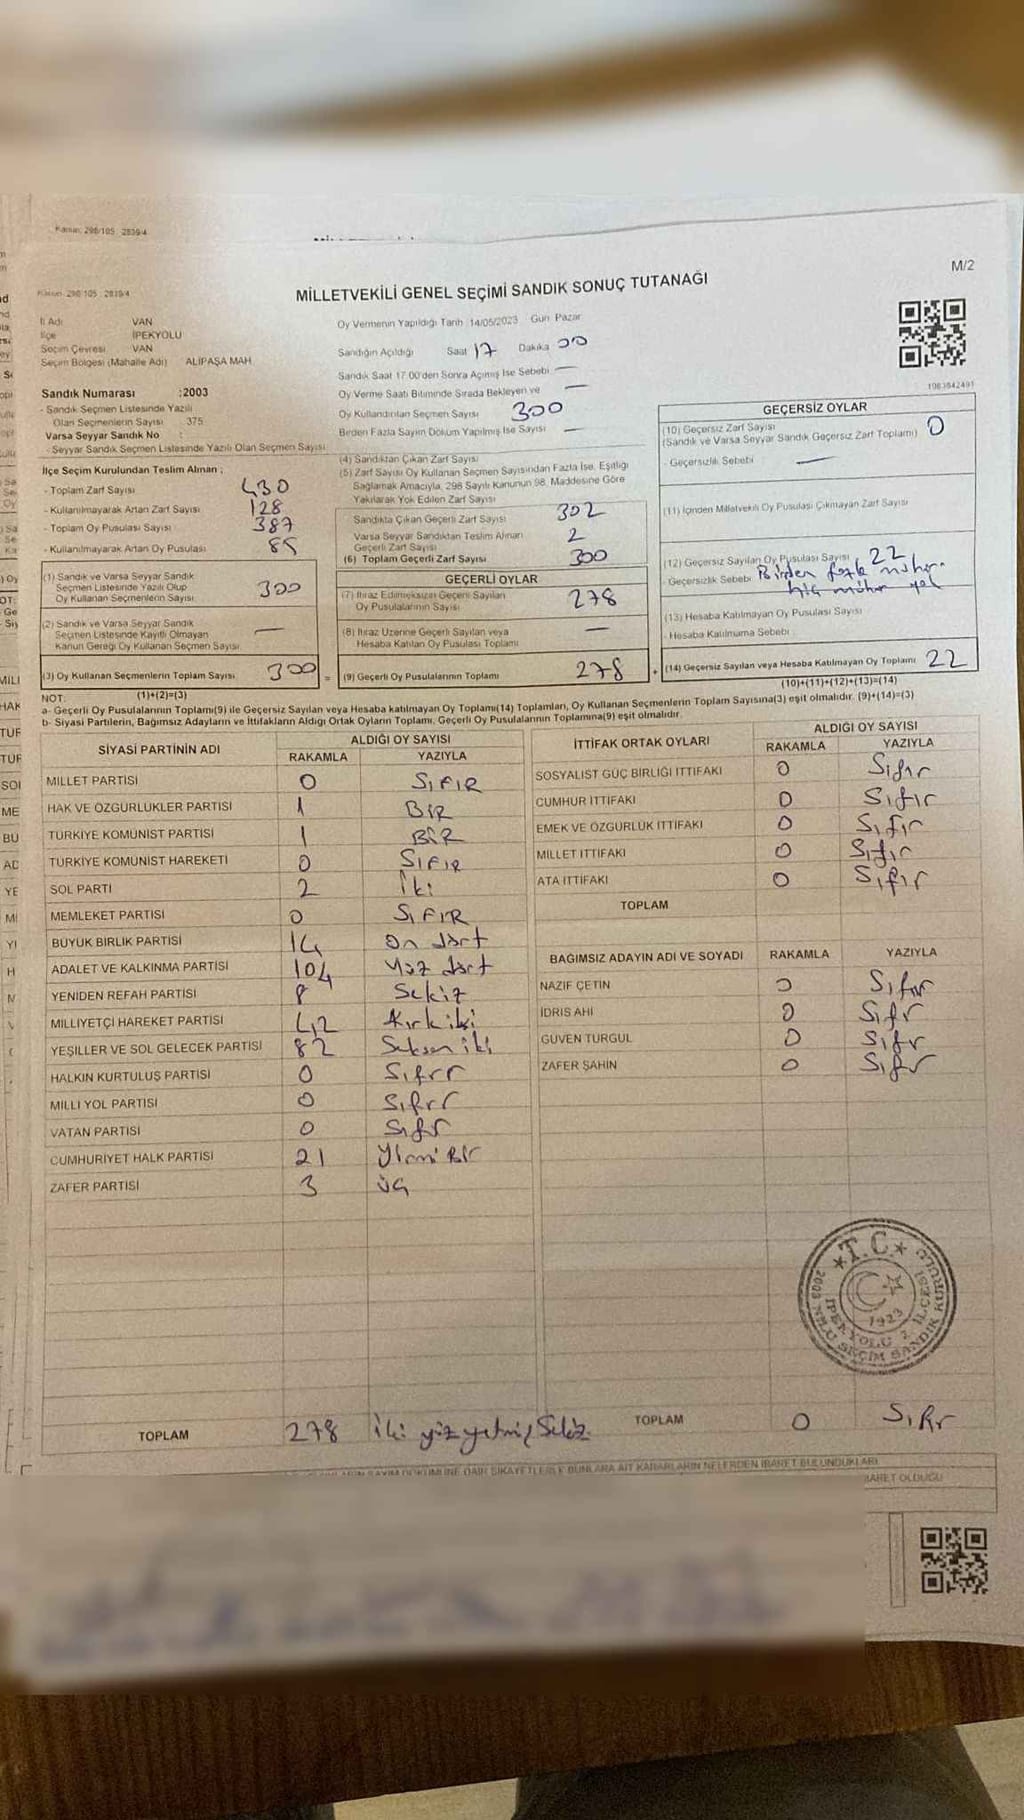 Kanun: 298/105 2839/4
M/2
Kanun: 298/105 2839/4
MİLLETVEKİLİ GENEL SEÇİMİ SANDIK SONUÇ TUTANAĞI
İl Adı VAN
İlçe İPEKYOLU
Seçim Çevresi VAN
Seçim Bölgesi (Mahalle Adı) ALİPAŞA MAH
Sandık Numarası :2003
- Sandık Seçmen Listesinde Yazılı
Olan Seçmenlerin Sayısı 375
Varsa Seyyar Sandık No :
- Seyyar Sandık Seçmen Listesinde Yazılı Olan Seçmen Sayısı
İlçe Seçim Kurulundan Teslim Alınan ;
- Toplam Zarf Sayısı 430
- Kullanılmayarak Artan Zarf Sayısı 128
- Toplam Oy Pusulası Sayısı 387
- Kullanılmayarak Artan Oy Pusulası 85
(1) Sandık ve Varsa Seyyar Sandık
Seçmen Listesinde Yazılı Olup
Oy Kullanan Seçmenlerin Sayısı 300
(2) Sandık ve Varsa Seyyar Sandık
Seçmen Listesinde Kayıtlı Olmayan
Kanun Gereği Oy Kullanan Seçmen Sayısı —
(3) Oy Kullanan Seçmenlerin Toplam Sayısı 300 =
(1)+(2)=(3)
Oy Vermenin Yapıldığı Tarih 14/05/2023 Gün Pazar
Sandığın Açıldığı Saat 17 Dakika 00
Sandık Saat 17.00'den Sonra Açılmış İse Sebebi —
Oy Verme Saati Bitiminde Sırada Bekleyen ve —
Oy Kullandırılan Seçmen Sayısı 300
Birden Fazla Sayım Döküm Yapılmış İse Sayısı —
(4) Sandıktan Çıkan Zarf Sayısı
(5) Zarf Sayısı Oy Kullanan Seçmen Sayısından Fazla İse, Eşitliği
Sağlamak Amacıyla, 298 Sayılı Kanunun 98. Maddesine Göre
Yakılarak Yok Edilen Zarf Sayısı
Sandıkta Çıkan Geçerli Zarf Sayısı 302
Varsa Seyyar Sandıktan Teslim Alınan
Geçerli Zarf Sayısı 2
(6) Toplam Geçerli Zarf Sayısı 300
GEÇERLİ OYLAR
(7) İtiraz Edilmeksizin Geçerli Sayılan
Oy Pusulalarının Sayısı 278
(8) İtiraz Üzerine Geçerli Sayılan veya
Hesaba Katılan Oy Pusulası Toplamı —
(9) Geçerli Oy Pusulalarının Toplamı 278 +
1983842491
GEÇERSİZ OYLAR
(10) Geçersiz Zarf Sayısı
(Sandık ve Varsa Seyyar Sandık Geçersiz Zarf Toplamı) 0
- Geçersizlik Sebebi —
(11) İçinden Milletvekili Oy Pusulası Çıkmayan Zarf Sayısı
(12) Geçersiz Sayılan Oy Pusulası Sayısı 22
- Geçersizlik Sebebi Birden fazla mühür.
hiç mühür yok
(13) Hesaba Katılmayan Oy Pusulası Sayısı
- Hesaba Katılmama Sebebi
(14) Geçersiz Sayılan veya Hesaba Katılmayan Oy Toplamı 22
(10)+(11)+(12)+(13)=(14)
NOT:
a- Geçerli Oy Pusulalarının Toplamı(9) ile Geçersiz Sayılan veya Hesaba Katılmayan Oy Toplamı(14) Toplamları, Oy Kullanan Seçmenlerin Toplam Sayısına(3) eşit olmalıdır. (9)+(14)=(3)
b- Siyasi Partilerin, Bağımsız Adayların ve İttifakların Aldığı Ortak Oyların Toplamı, Geçerli Oy Pusulalarının Toplamına(9) eşit olmalıdır.
SİYASİ PARTİNİN ADI ALDIĞI OY SAYISI
RAKAMLA YAZIYLA
MİLLET PARTİSİ 0 SIFIR
HAK VE ÖZGÜRLÜKLER PARTİSİ 1 BİR
TÜRKİYE KOMÜNİST PARTİSİ 1 BİR
TÜRKİYE KOMÜNİST HAREKETİ 0 SIFIR
SOL PARTİ 2 İki
MEMLEKET PARTİSİ 0 SIFIR
BÜYÜK BİRLİK PARTİSİ 14 On dört
ADALET VE KALKINMA PARTİSİ 104 Yüz dört
YENİDEN REFAH PARTİSİ 8 Sekiz
MİLLİYETÇİ HAREKET PARTİSİ 42 Kırk iki
YEŞİLLER VE SOL GELECEK PARTİSİ 82 Seksen iki
HALKIN KURTULUŞ PARTİSİ 0 Sıfır
MİLLİ YOL PARTİSİ 0 Sıfır
VATAN PARTİSİ 0 Sıfır
CUMHURİYET HALK PARTİSİ 21 Yirmi Bir
ZAFER PARTİSİ 3 üç
TOPLAM 278 İki yüz yetmiş Sekiz
İTTİFAK ORTAK OYLARI ALDIĞI OY SAYISI
RAKAMLA YAZIYLA
SOSYALİST GÜÇ BİRLİĞİ İTTİFAKI 0 Sıfır
CUMHUR İTTİFAKI 0 Sıfır
EMEK VE ÖZGÜRLÜK İTTİFAKI 0 Sıfır
MİLLET İTTİFAKI 0 Sıfır
ATA İTTİFAKI 0 Sıfır
TOPLAM
BAĞIMSIZ ADAYIN ADI VE SOYADI RAKAMLA YAZIYLA
NAZİF ÇETİN 0 Sıfır
İDRİS AHİ 0 Sıfır
GÜVEN TURGUL 0 Sıfır
ZAFER ŞAHİN 0 Sıfır
T.C.
1923
2003 NO.LU SEÇİM SANDIK KURULU
İPEKYOLU 2. İLÇESİ
TOPLAM 0 Sıfır
BUNLARA AİT KARARLARIN NELERDEN İBARET BULUNDUKLARI
İBARET OLDUĞU